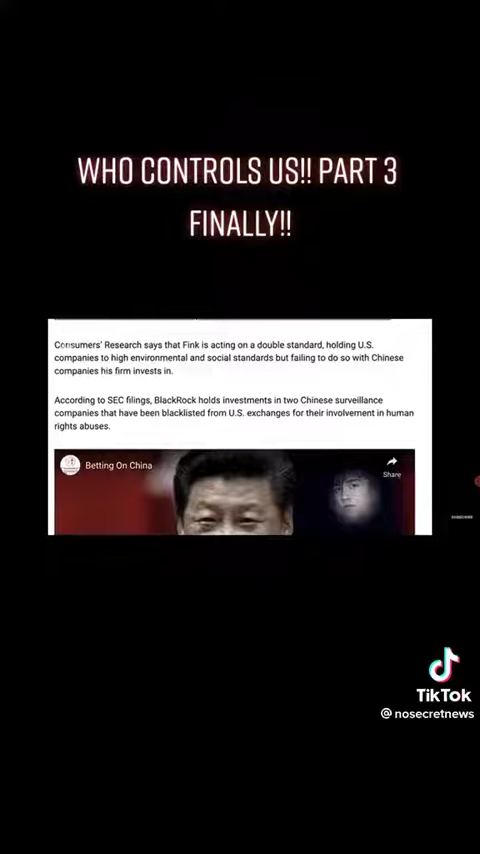 WHO CONTROLS US!! PART 3
FINALLY!!
Consumers' Research says that Fink is acting on a double standard, holding U.S.
companies to high environmental and social standards but failing to do so with Chinese
companies his firm invests in.
According to SEC filings, BlackRock holds investments in two Chinese surveillance
companies that have been blacklisted from U.S. exchanges for their involvement in human
rights abuses.
Betting On China
Share
SUBSCRIBE
TikTok
@ nosecretnews